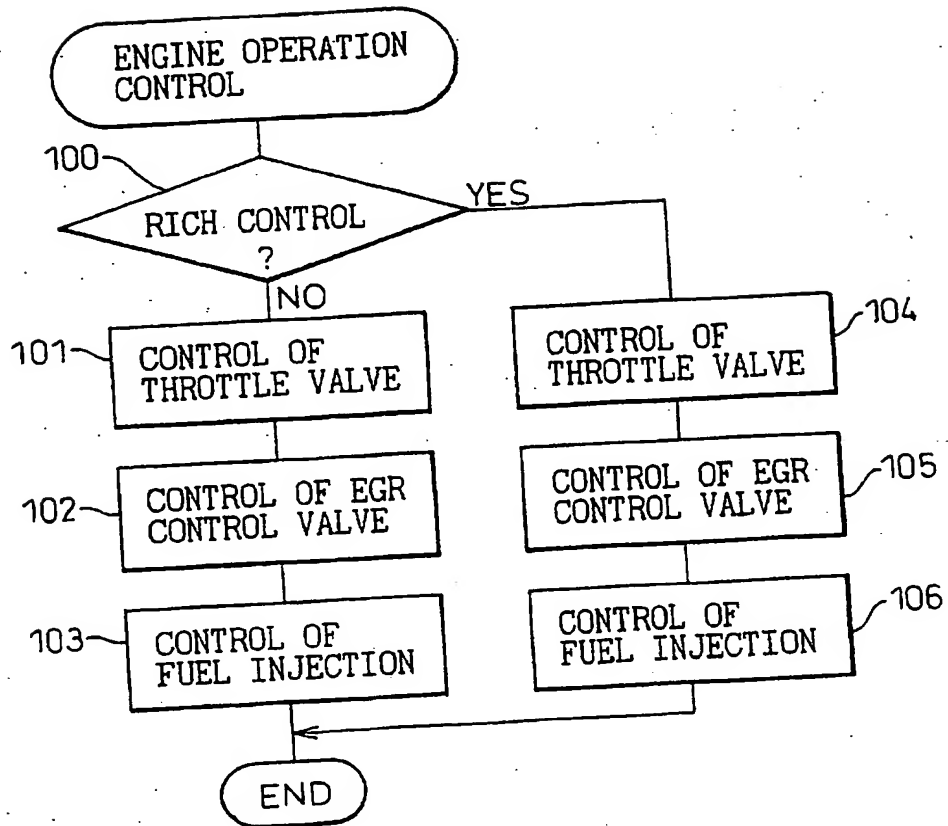 ENGINE OPERATION
CONTROL
100
RICH CONTROL
?
YES
NO
101
CONTROL OF
THROTTLE VALVE
104
CONTROL OF
THROTTLE VALVE
102
CONTROL OF EGR
CONTROL VALVE
105
CONTROL OF EGR
CONTROL VALVE
103
CONTROL OF
FUEL INJECTION
106
CONTROL OF
FUEL INJECTION
END